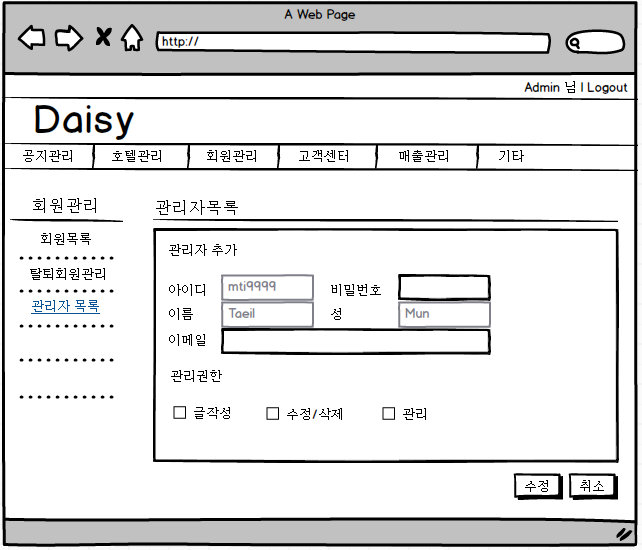 A Web Page
http://
Admin 님 | Logout
Daisy
공지관리 호텔관리 회원관리 고객센터 매출관리 기타
회원관리
회원목록
탈퇴회원관리
관리자 목록
관리자목록
관리자 추가
아이디 mti9999 비밀번호
이름 Taeil 성 Mun
이메일
관리권한
글작성 수정/삭제 관리
수정 취소